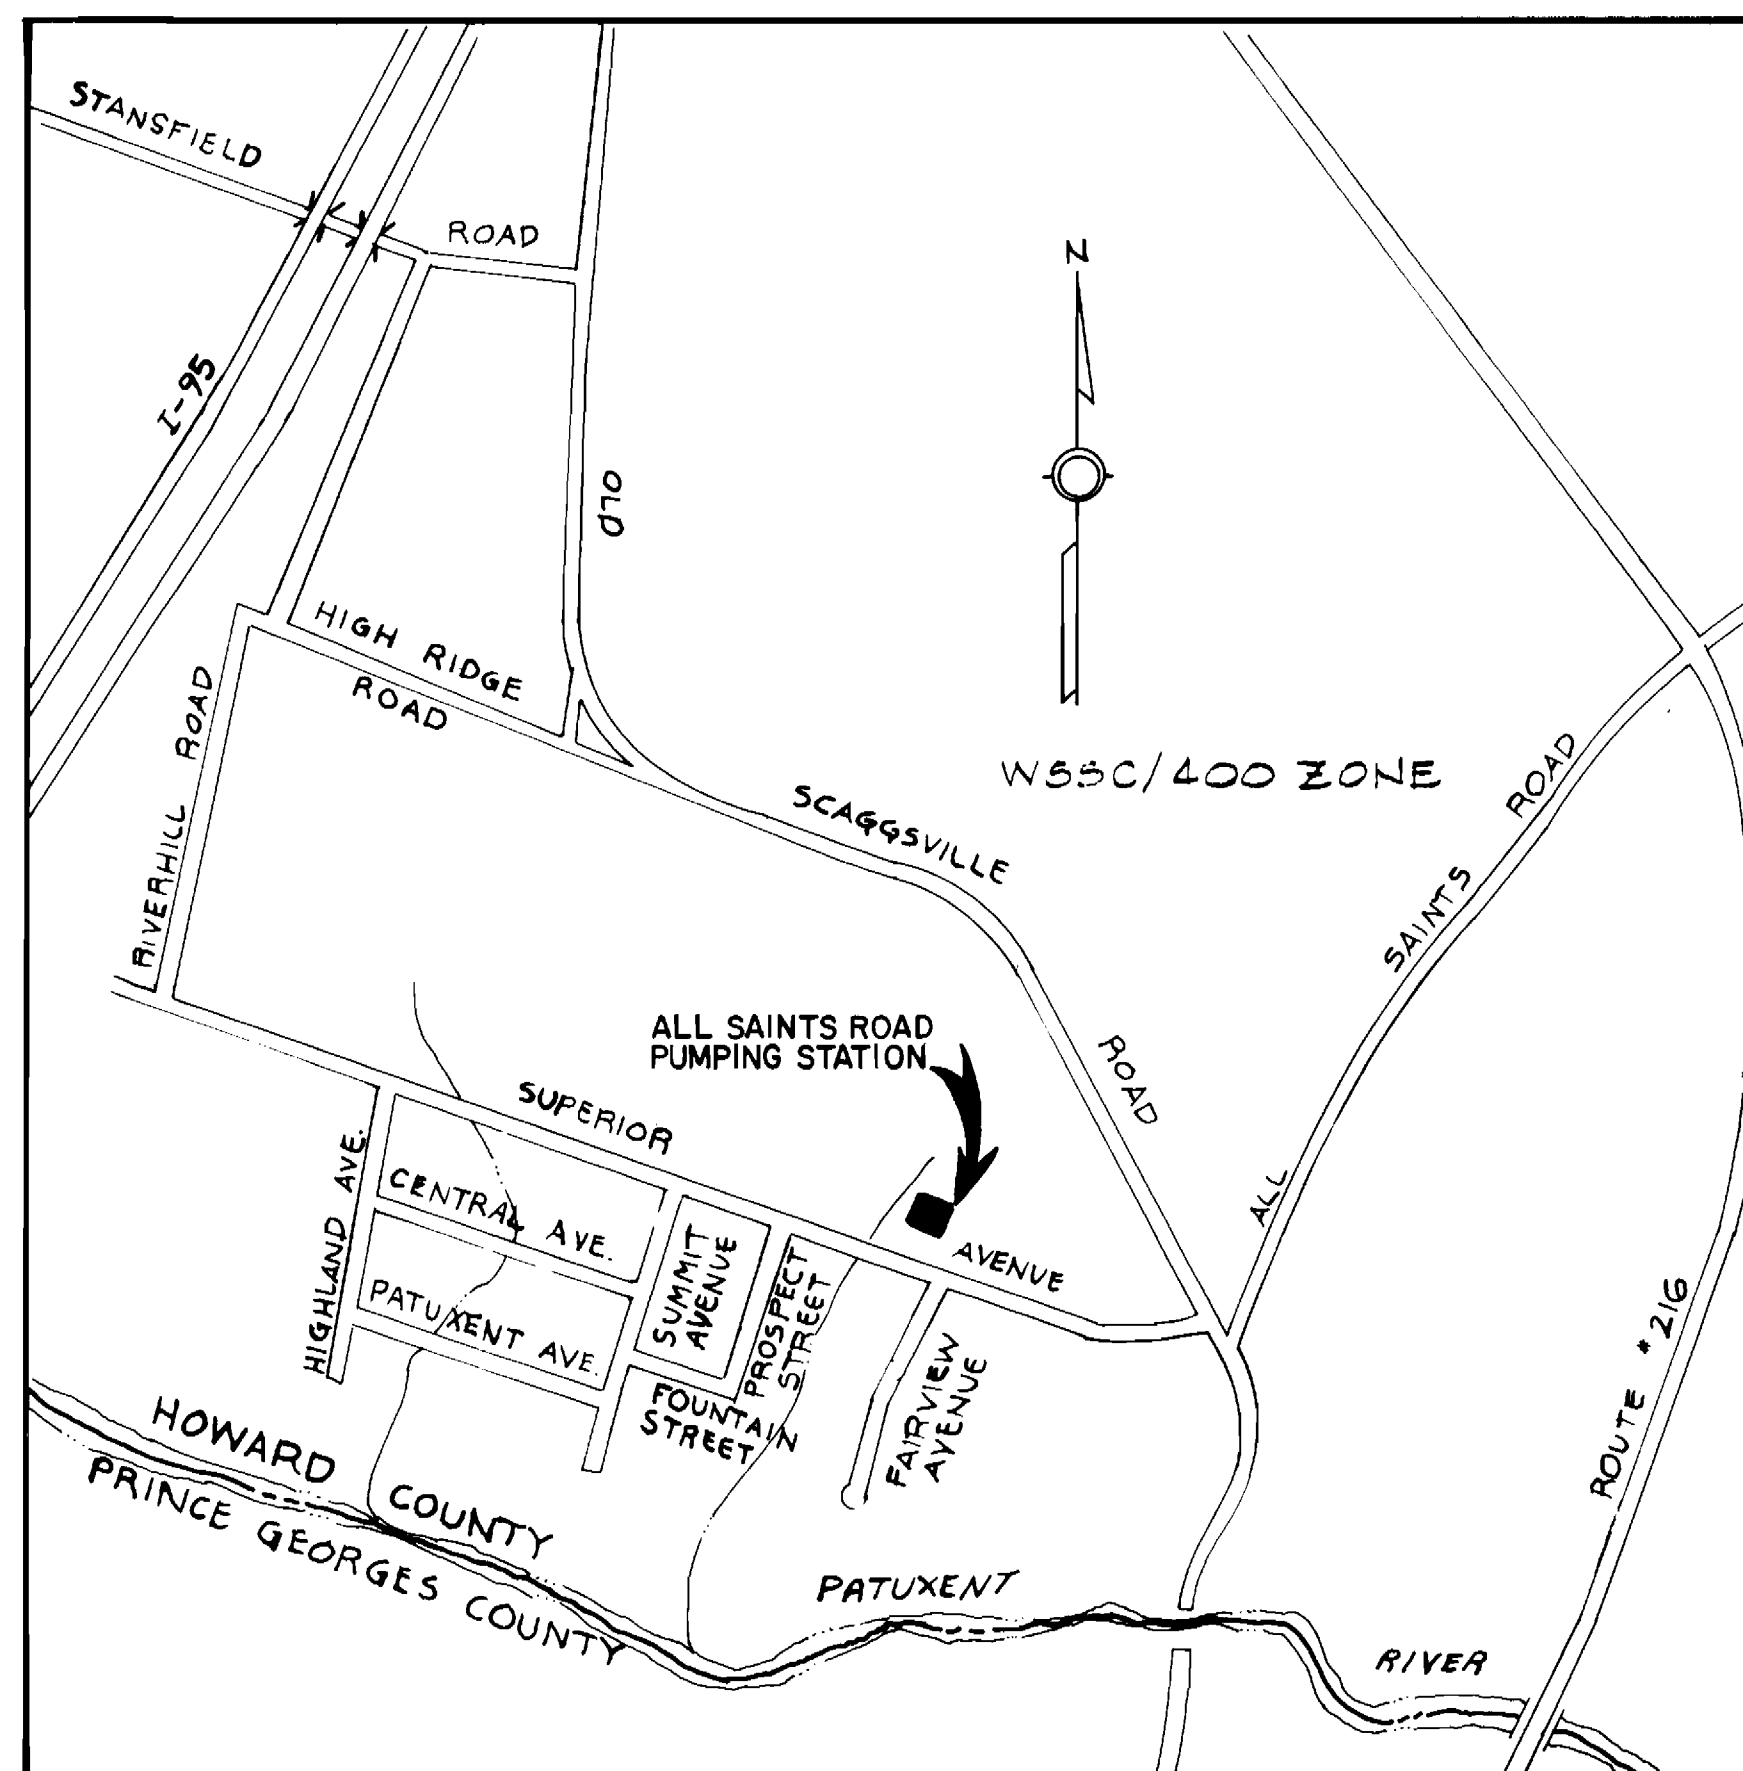 STANSFIELD
ROAD
N
I-95
OLD
HIGH RIDGE
ROAD
RIVERHILL ROAD
WSSC/400 ZONE
SCAGGSVILLE
ROAD
ALL SAINTS ROAD
ALL SAINTS ROAD
PUMPING STATION
SUPERIOR
AVENUE
HIGHLAND AVE.
CENTRAL AVE.
PATUXENT AVE.
SUMMIT
AVENUE
PROSPECT
STREET
FOUNTAIN
STREET
FAIRVIEW
AVENUE
ROUTE #216
HOWARD COUNTY
PRINCE GEORGES COUNTY
PATUXENT
RIVER